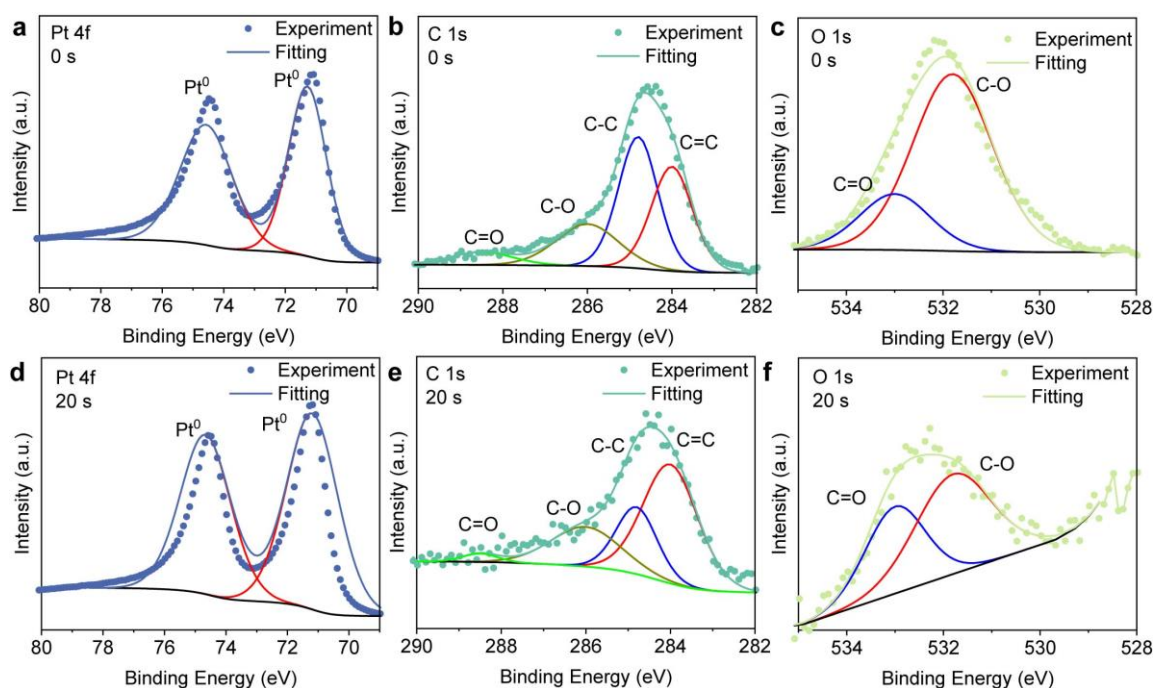 a
Pt 4f
0 s
Experiment
Fitting
Pt⁰
Pt⁰
Intensity (a.u.)
80 78 76 74 72 70
Binding Energy (eV)
b
C 1s
0 s
Experiment
Fitting
C-C
C=C
C-O
C=O
Intensity (a.u.)
290 288 286 284 282
Binding Energy (eV)
c
O 1s
0 s
Experiment
Fitting
C-O
C=O
Intensity (a.u.)
534 532 530 528
Binding Energy (eV)
d
Pt 4f
20 s
Experiment
Fitting
Pt⁰
Pt⁰
Intensity (a.u.)
80 78 76 74 72 70
Binding Energy (eV)
e
C 1s
20 s
Experiment
Fitting
C-C
C=C
C-O
C=O
Intensity (a.u.)
290 288 286 284 282
Binding Energy (eV)
f
O 1s
20 s
Experiment
Fitting
C-O
C=O
Intensity (a.u.)
534 532 530 528
Binding Energy (eV)